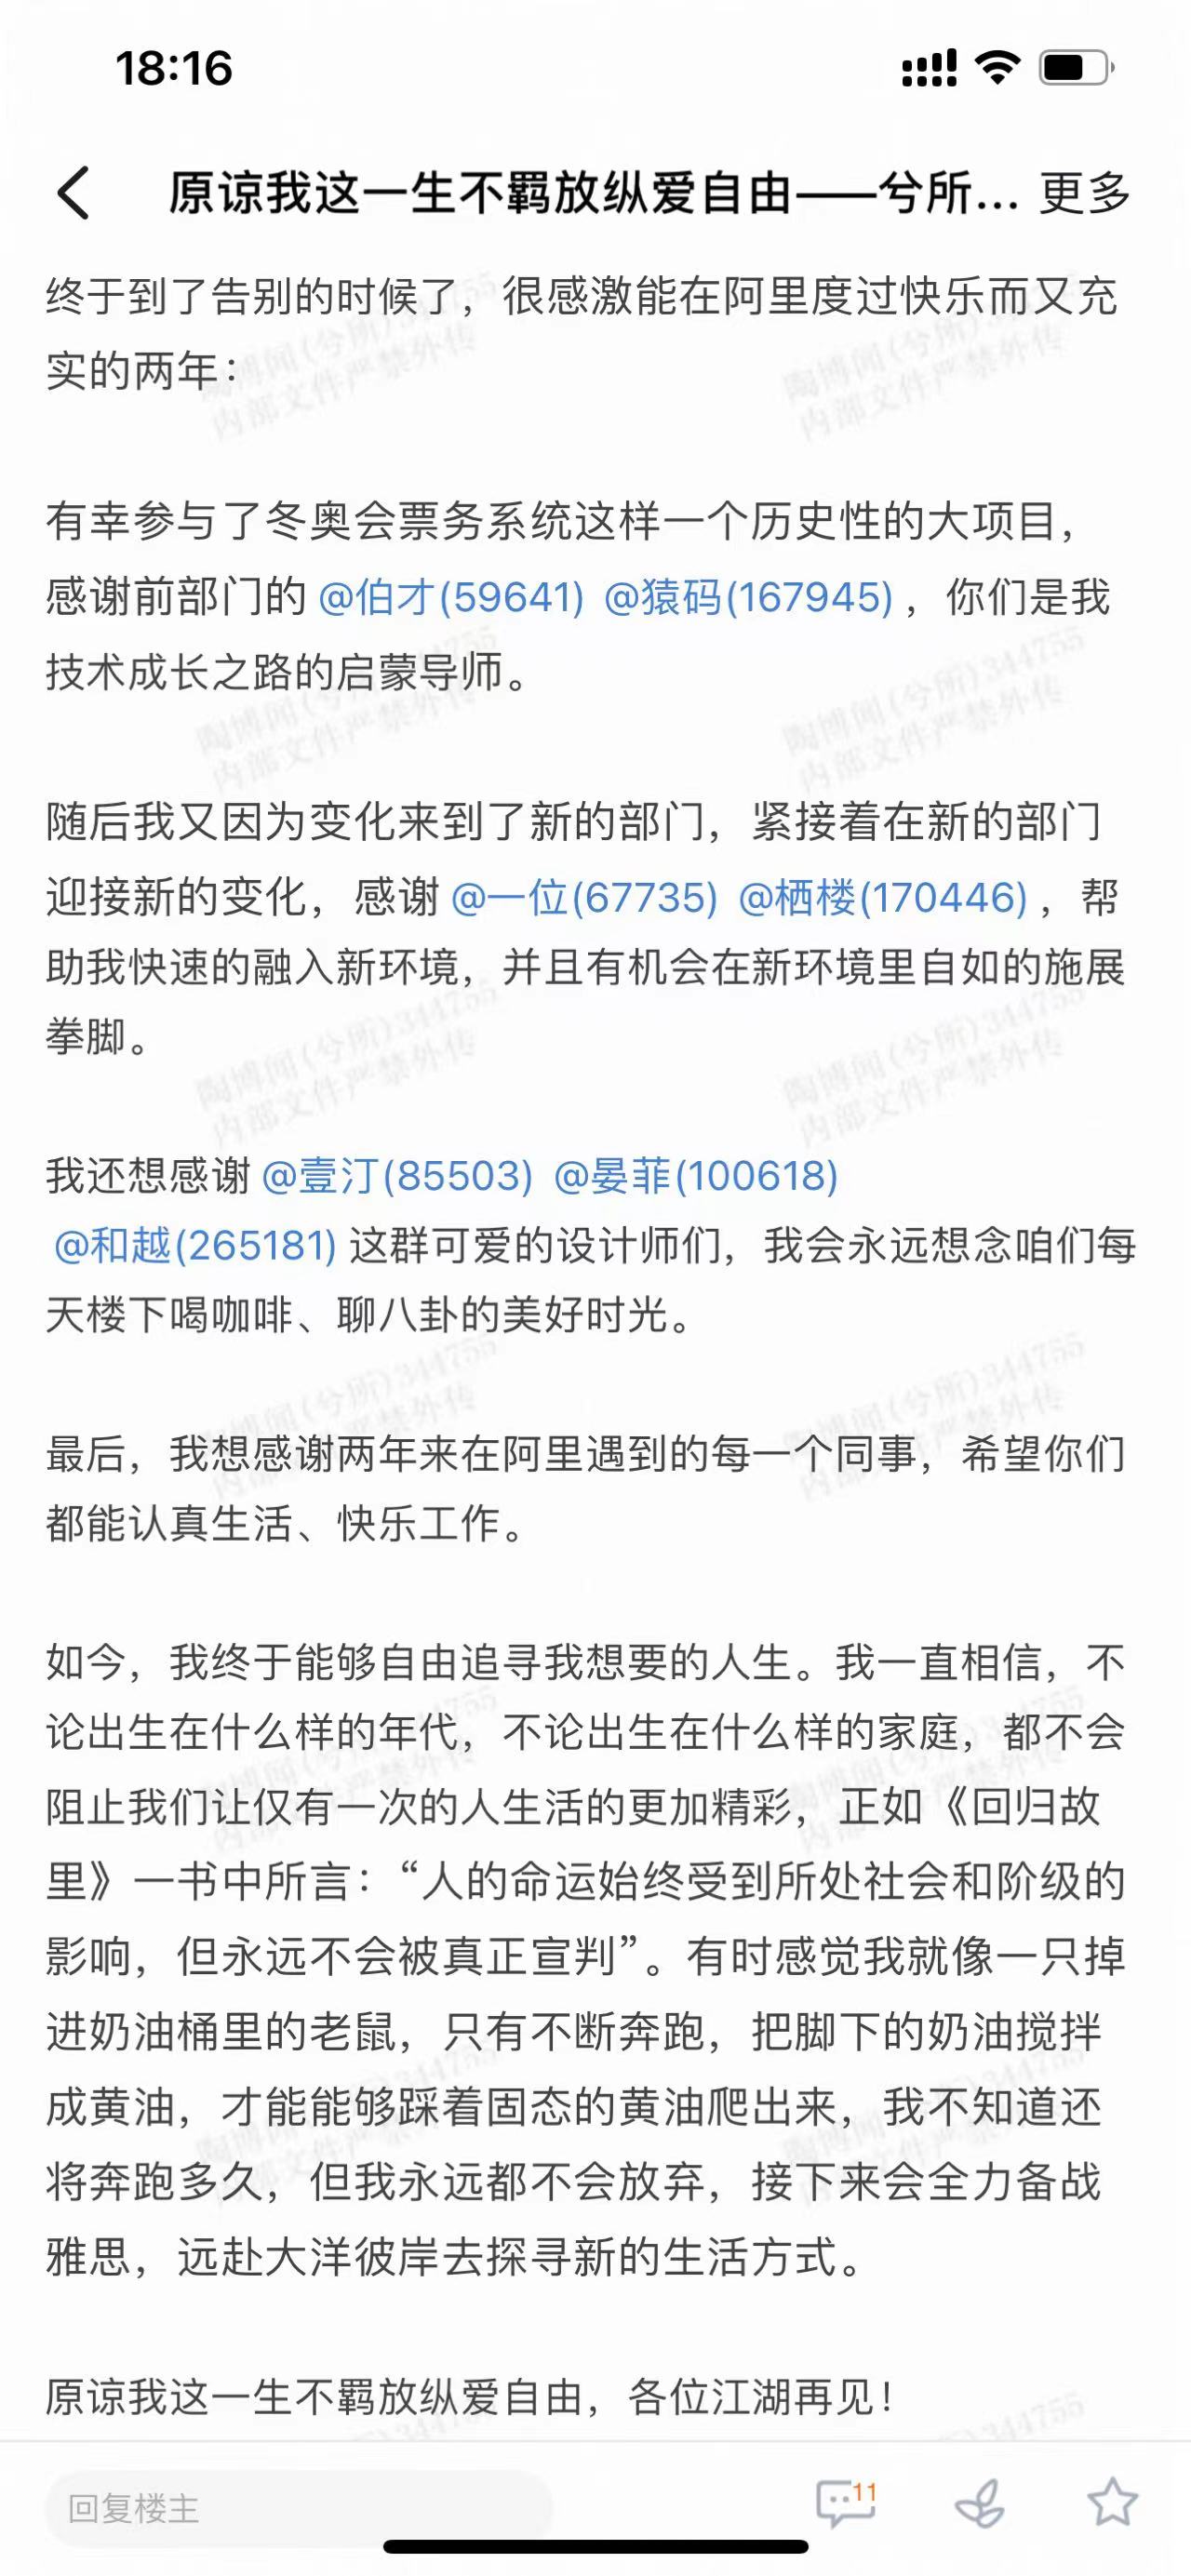 18:16
原谅我这一生不羁放纵爱自由——兮所... 更多
终于到了告别的时候了，很感激能在阿里度过快乐而又充
实的两年：
有幸参与了冬奥会票务系统这样一个历史性的大项目，
感谢前部门的 @伯才(59641) @猿码(167945) ，你们是我
技术成长之路的启蒙导师。
随后我又因为变化来到了新的部门，紧接着在新的部门
迎接新的变化，感谢 @一位(67735) @栖楼(170446) ，帮
助我快速的融入新环境，并且有机会在新环境里自如的施展
拳脚。
我还想感谢 @壹汀(85503) @晏菲(100618)
@和越(265181) 这群可爱的设计师们，我会永远想念咱们每
天楼下喝咖啡、聊八卦的美好时光。
最后，我想感谢两年来在阿里遇到的每一个同事，希望你们
都能认真生活、快乐工作。
如今，我终于能够自由追寻我想要的人生。我一直相信，不
论出生在什么样的年代，不论出生在什么样的家庭，都不会
阻止我们让仅有一次的人生活的更加精彩，正如《回归故
里》一书中所言：“人的命运始终受到所处社会和阶级的
影响，但永远不会被真正宣判”。有时感觉我就像一只掉
进奶油桶里的老鼠，只有不断奔跑，把脚下的奶油搅拌
成黄油，才能能够踩着固态的黄油爬出来，我不知道还
将奔跑多久，但我永远都不会放弃，接下来会全力备战
雅思，远赴大洋彼岸去探寻新的生活方式。
原谅我这一生不羁放纵爱自由，各位江湖再见！
回复楼主
11
陶博闻(兮所)344755
内部文件严禁外传